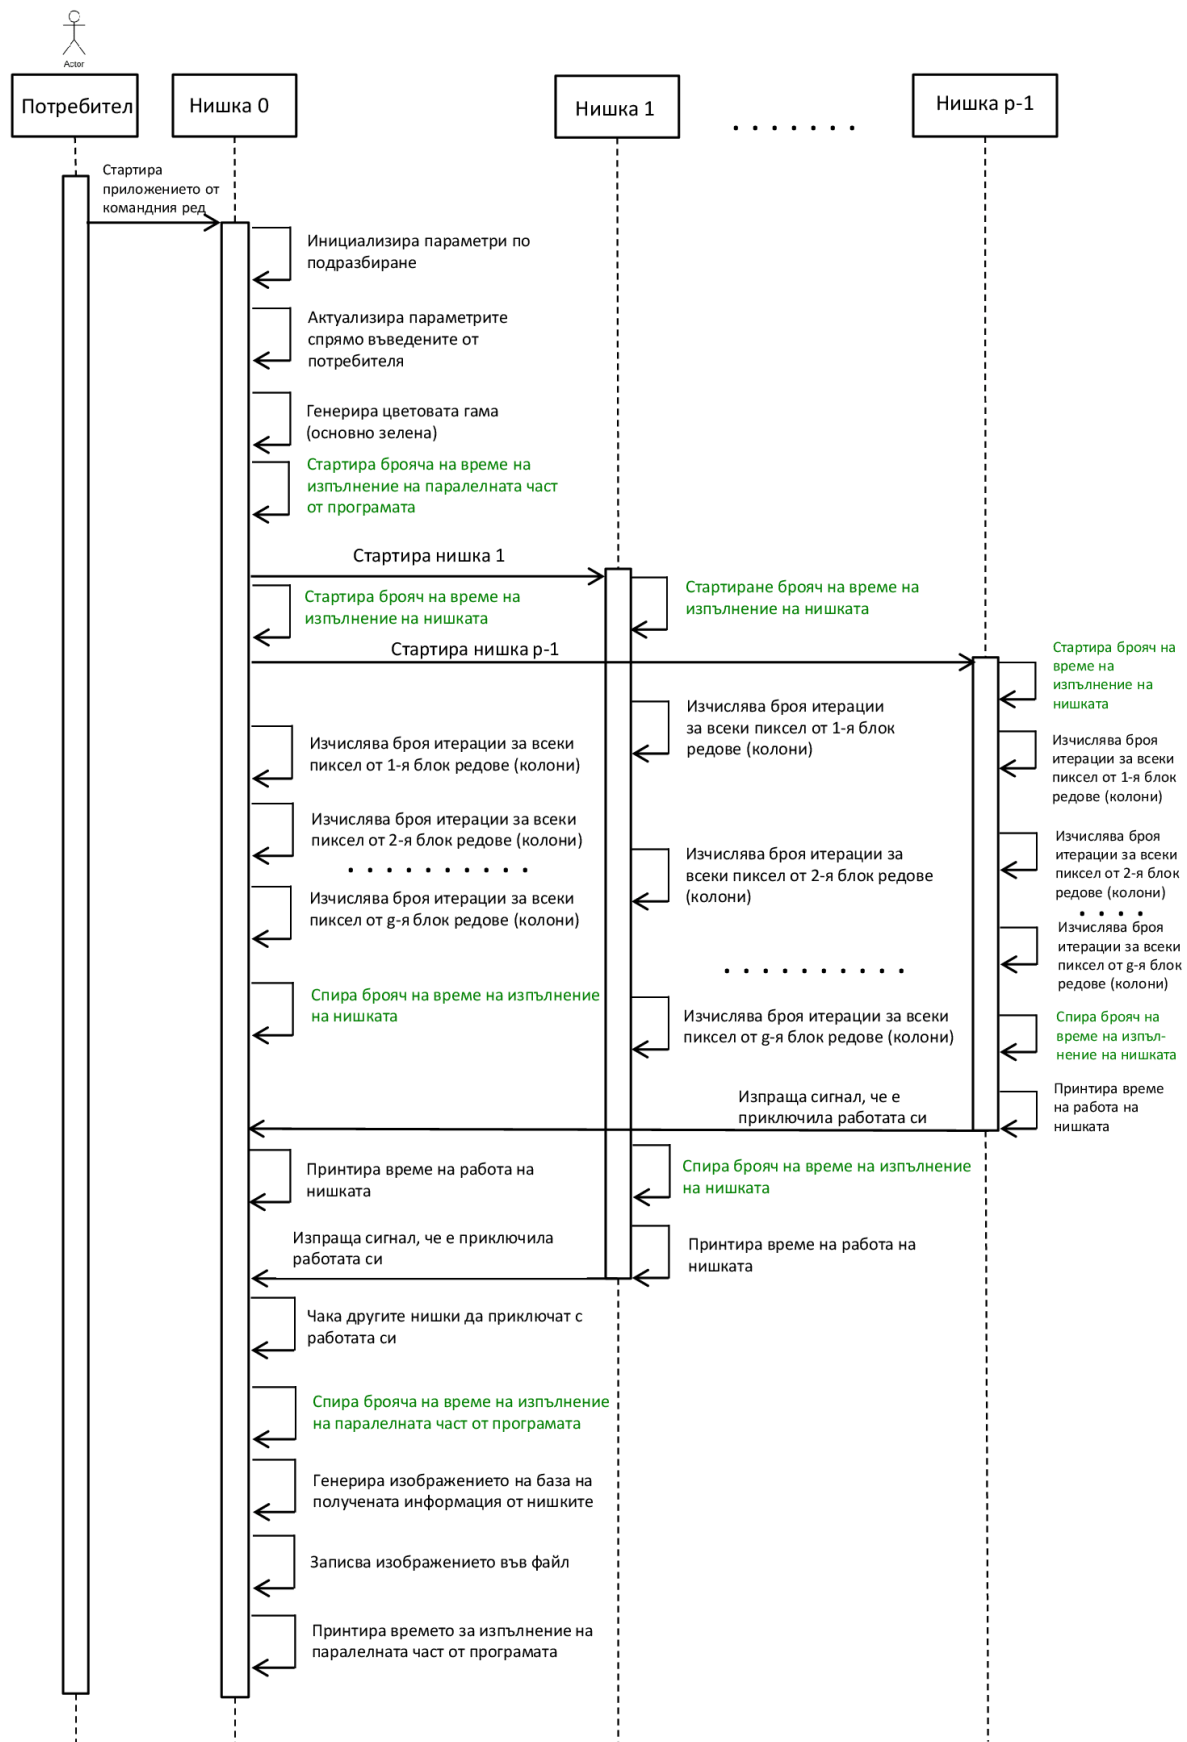 Actor
Потребител
Нишка 0
Нишка 1
. . . . . . .
Нишка p-1
Стартира
приложението от
командния ред
Инициализира параметри по
подразбиране
Актуализира параметрите
спрямо въведените от
потребителя
Генерира цветовата гама
(основно зелена)
Стартира брояча на време на
изпълнение на паралелната част
от програмата
Стартира нишка 1
Стартира брояч на време на
изпълнение на нишката
Стартиране брояч на време на
изпълнение на нишката
Стартира нишка p-1
Стартира брояч на
време на
изпълнение на
нишката
Изчислява броя итерации
за всеки пиксел от 1-я блок
редове (колони)
Изчислява броя итерации за всеки
пиксел от 1-я блок редове (колони)
Изчислява броя
итерации за всеки
пиксел от 1-я блок
редове (колони)
Изчислява броя итерации за всеки
пиксел от 2-я блок редове (колони)
. . . . . . . . . .
Изчислява броя итерации за
всеки пиксел от 2-я блок редове
(колони)
Изчислява броя
итерации за всеки
пиксел от 2-я блок
редове (колони)
. . . .
Изчислява броя итерации за всеки
пиксел от g-я блок редове (колони)
. . . . . . . . . .
Изчислява броя
итерации за всеки
пиксел от g-я блок
редове (колони)
Спира брояч на време на изпълнение
на нишката
Изчислява броя итерации за всеки
пиксел от g-я блок редове (колони)
Спира брояч на
време на изпъл-
нение на нишката
Изпраща сигнал, че е
приключила работата си
Принтира време
на работа на
нишката
Принтира време на работа на
нишката
Спира брояч на време на изпълнение
на нишката
Изпраща сигнал, че е приключила
работата си
Принтира време на работа на
нишката
Чака другите нишки да приключат с
работата си
Спира брояча на време на изпълнение
на паралелната част от програмата
Генерира изображението на база на
получената информация от нишките
Записва изображението във файл
Принтира времето за изпълнение на
паралелната част от програмата